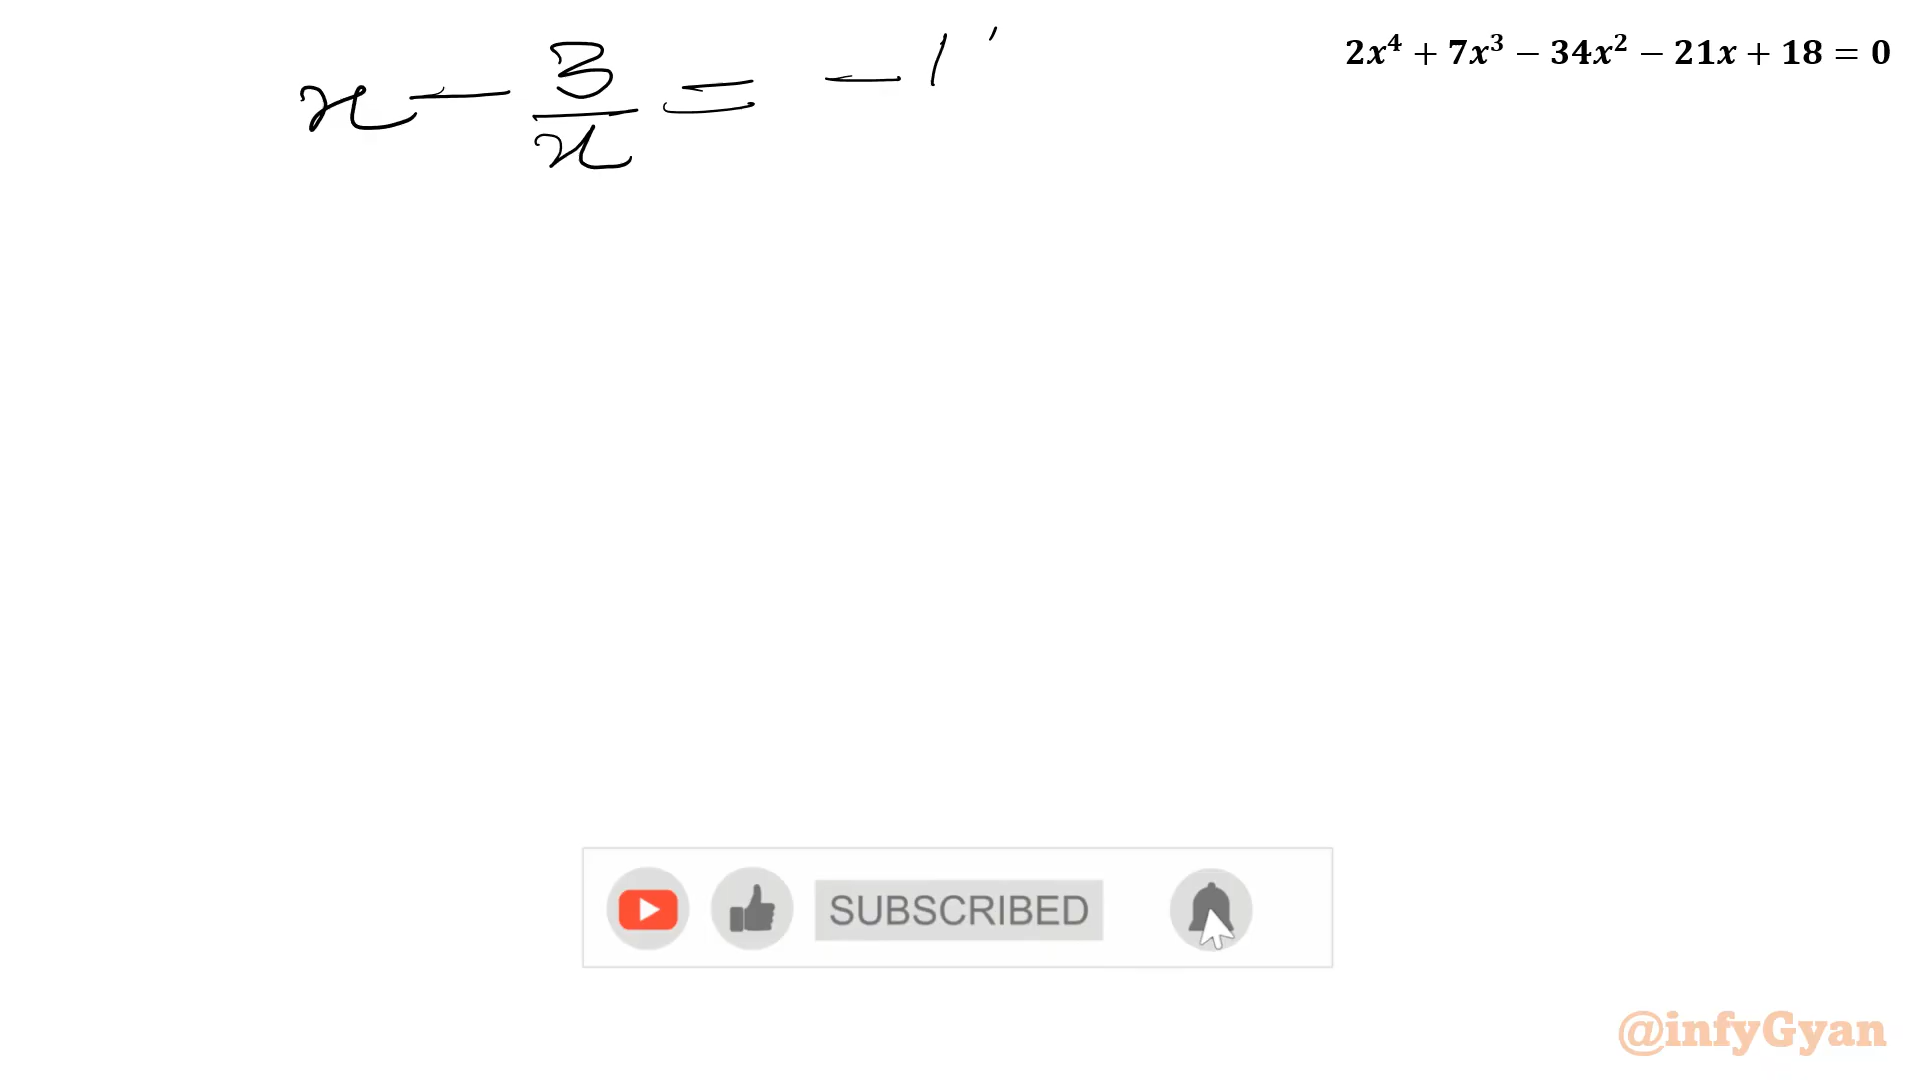 x - 3/x = -1
2x⁴ + 7x³ − 34x² − 21x + 18 = 0
SUBSCRIBED
@infyGyan